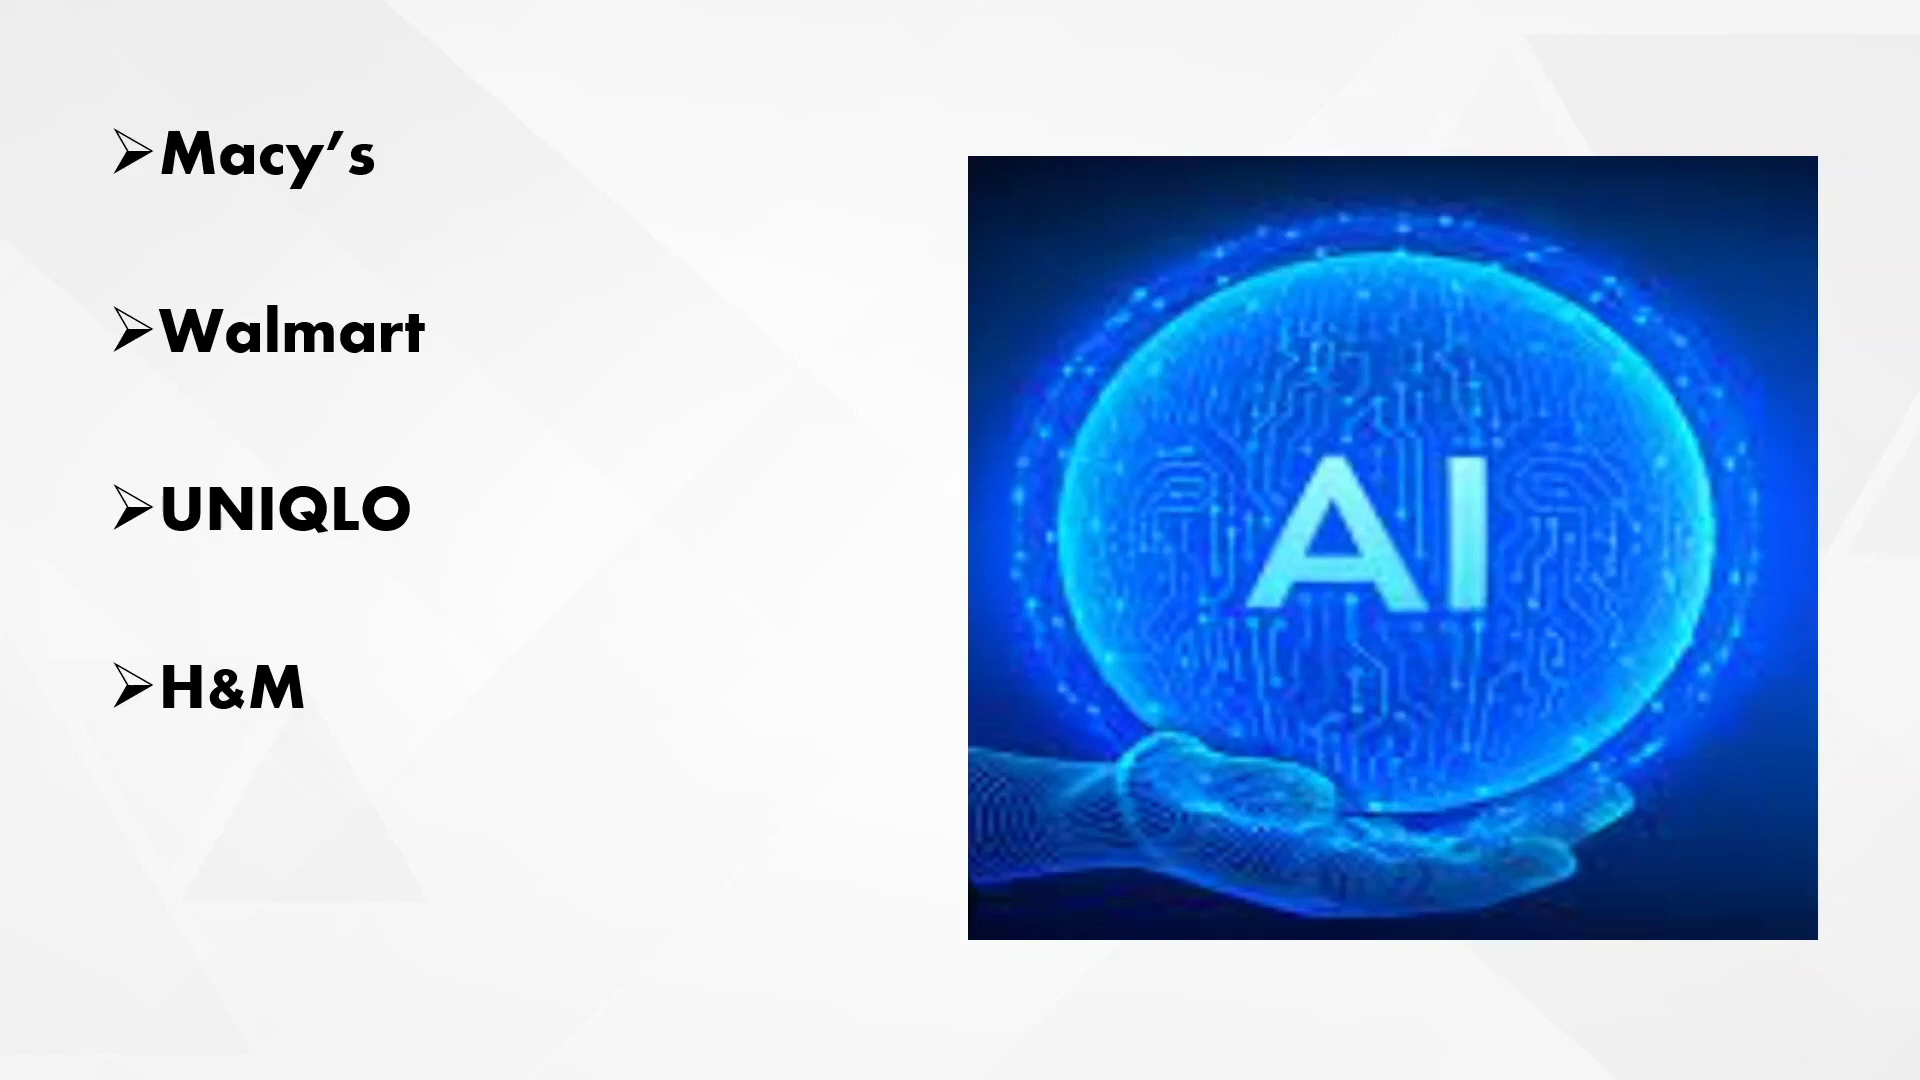 ➢Macy’s
➢Walmart
➢UNIQLO
➢H&M
AI